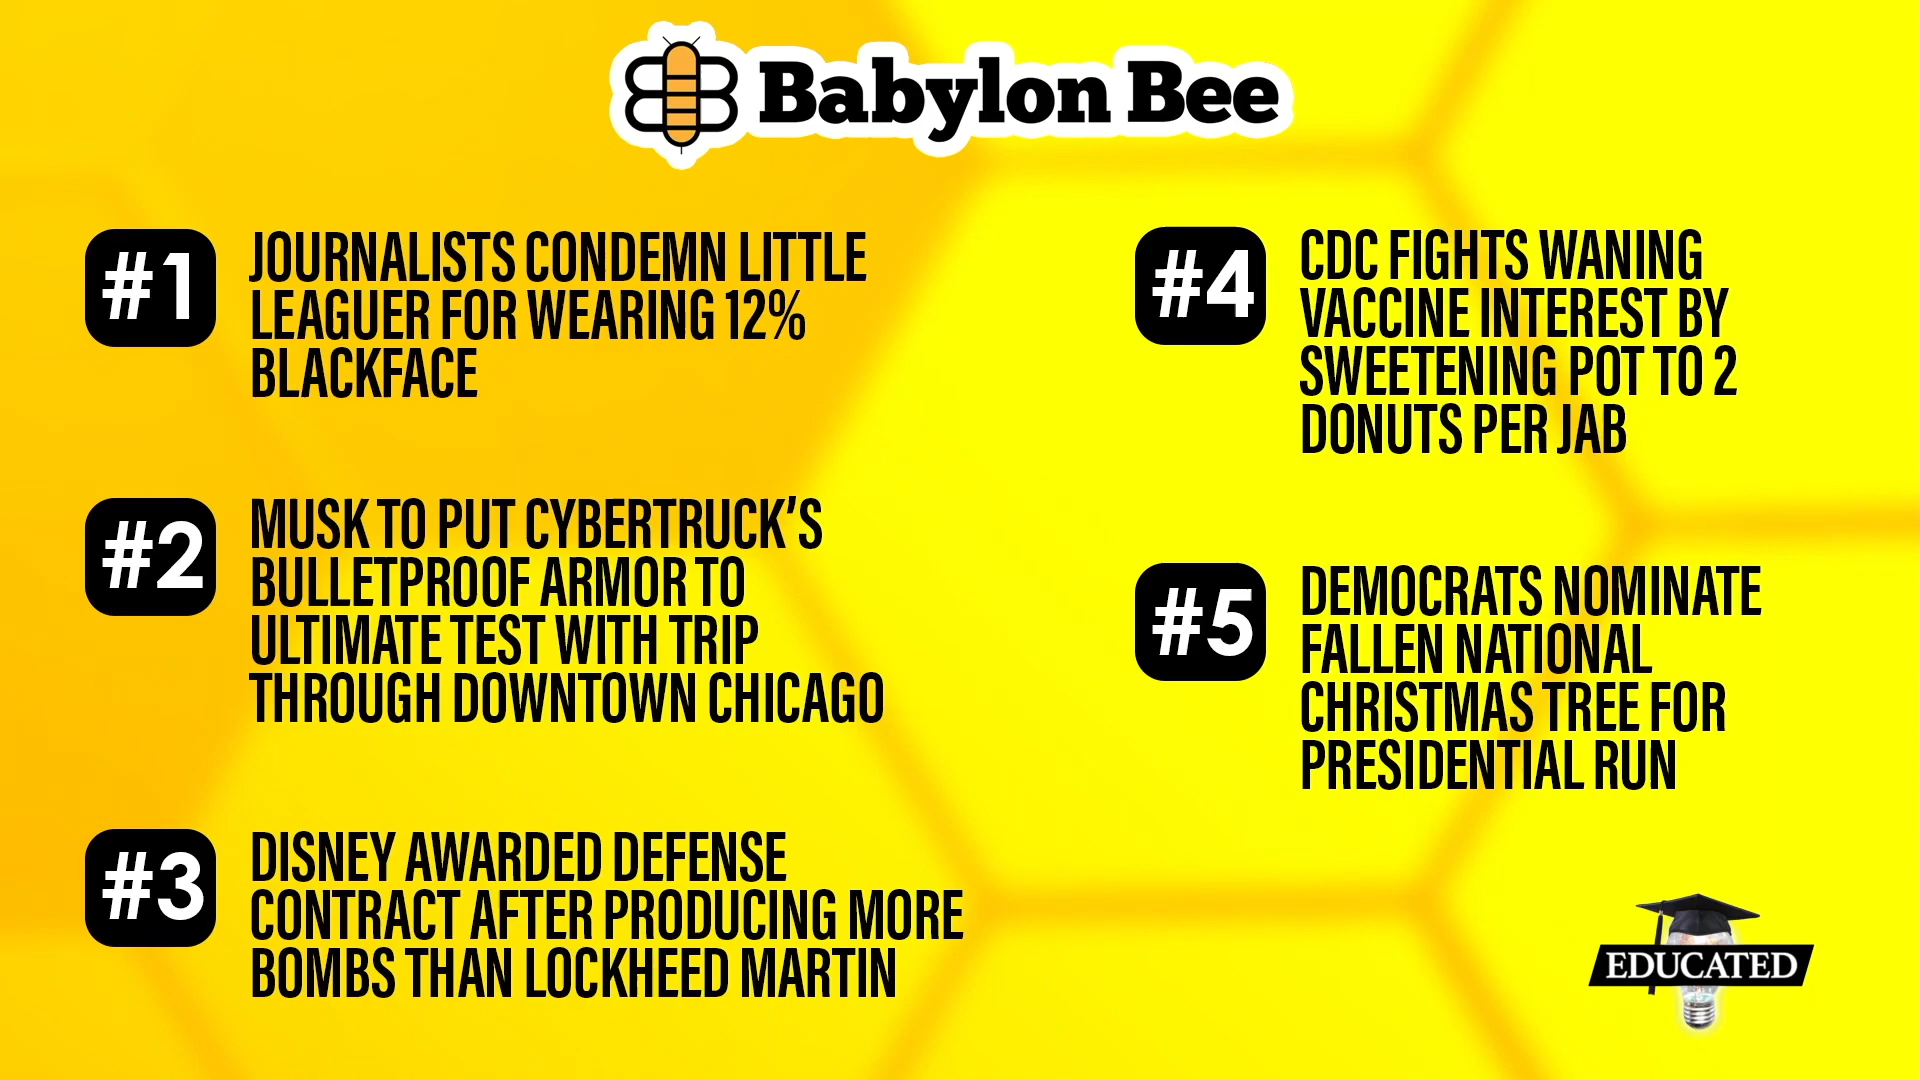 Babylon Bee
#1
JOURNALISTS CONDEMN LITTLE
LEAGUER FOR WEARING 12%
BLACKFACE
#2
MUSK TO PUT CYBERTRUCK'S
BULLETPROOF ARMOR TO
ULTIMATE TEST WITH TRIP
THROUGH DOWNTOWN CHICAGO
#3
DISNEY AWARDED DEFENSE
CONTRACT AFTER PRODUCING MORE
BOMBS THAN LOCKHEED MARTIN
#4
CDC FIGHTS WANING
VACCINE INTEREST BY
SWEETENING POT TO 2
DONUTS PER JAB
#5
DEMOCRATS NOMINATE
FALLEN NATIONAL
CHRISTMAS TREE FOR
PRESIDENTIAL RUN
EDUCATED